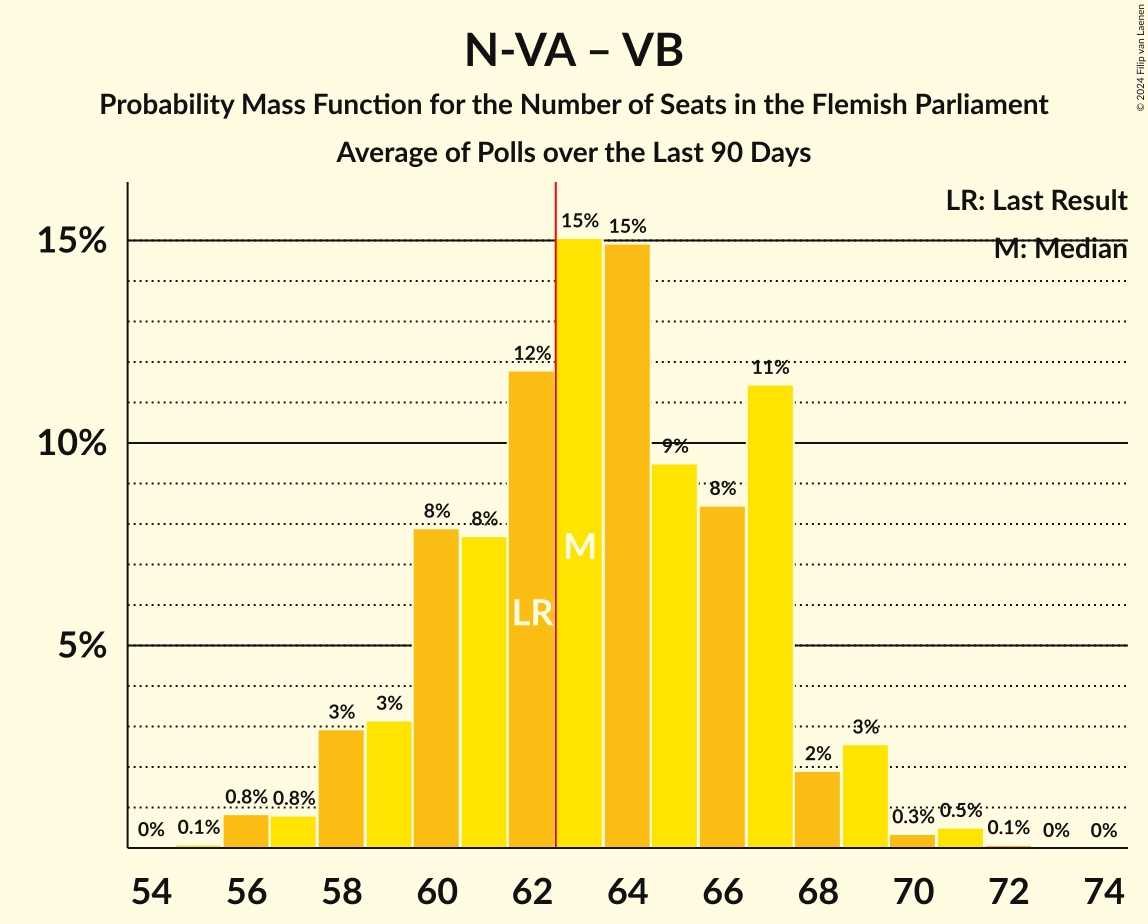 N-VA – VB
Probability Mass Function for the Number of Seats in the Flemish Parliament
Average of Polls over the Last 90 Days
© 2024 Filip van Laenen
LR: Last Result
M: Median
15%
10%
5%
0%
0.1%
0.8%
0.8%
3%
3%
8%
8%
12%
15%
15%
9%
8%
11%
2%
3%
0.3%
0.5%
0.1%
0%
0%
M
LR
54 56 58 60 62 64 66 68 70 72 74